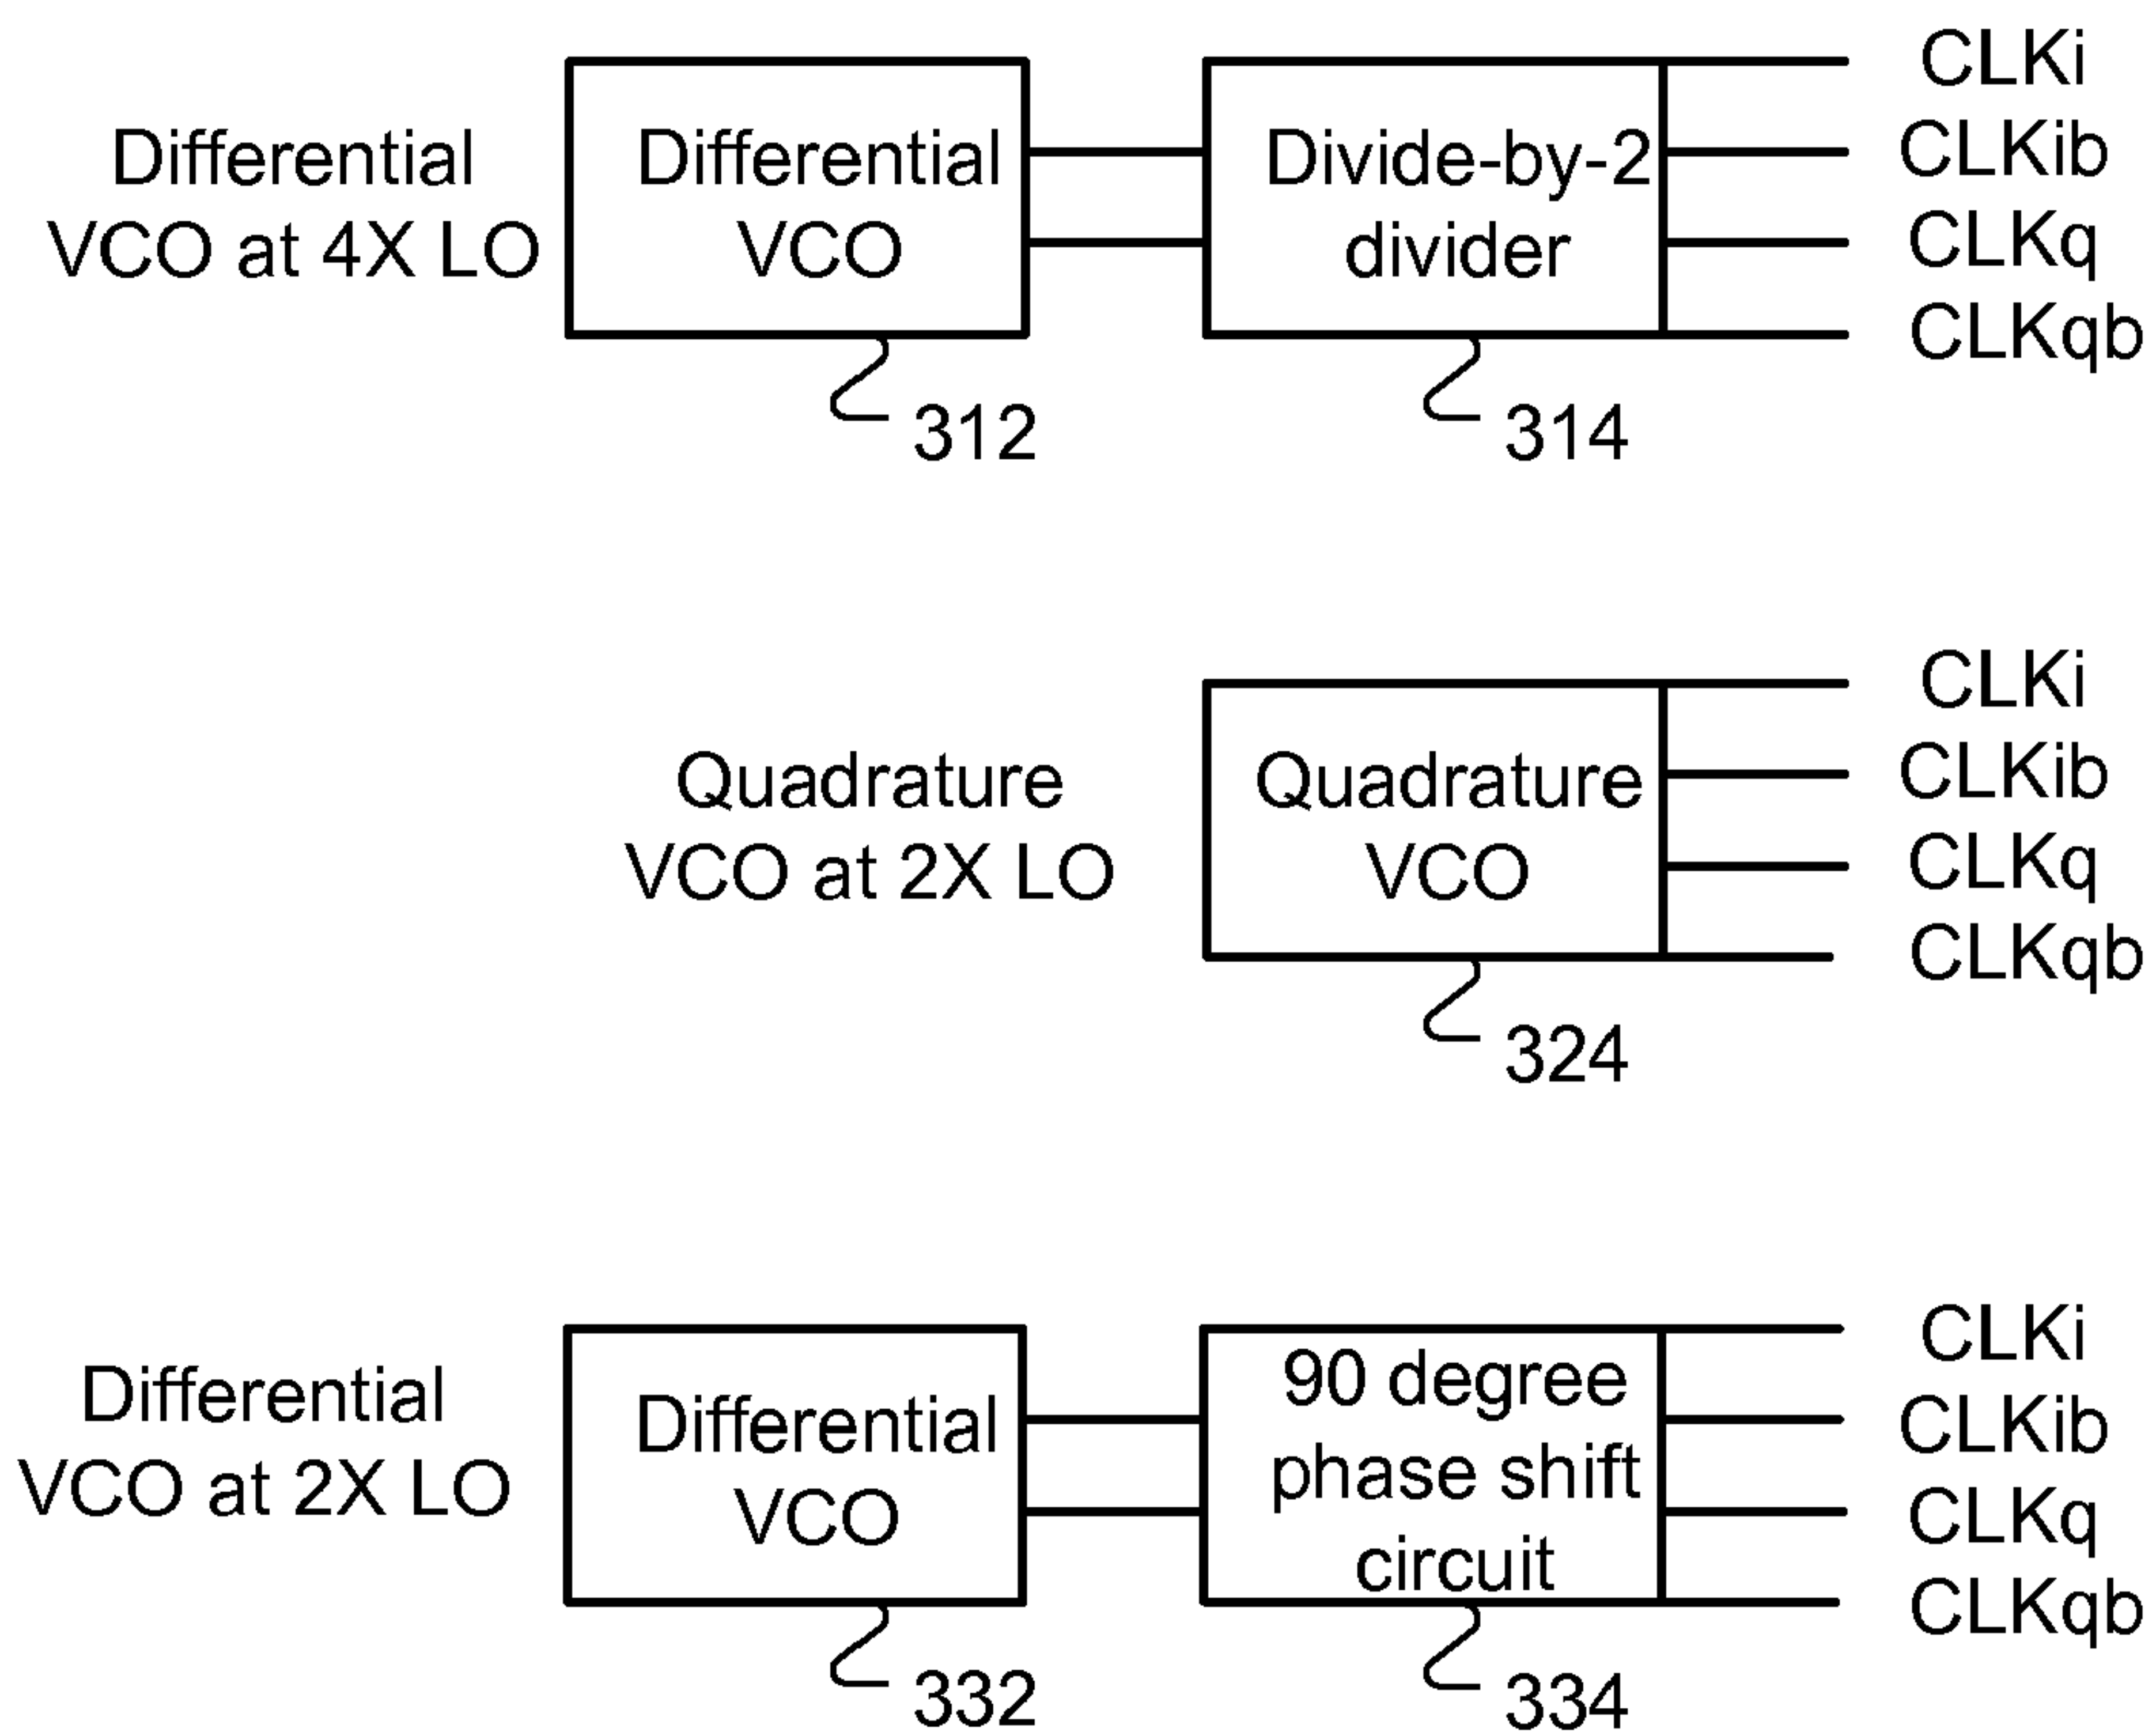 Differential
VCO at 4X LO
Differential
VCO
Divide-by-2
divider
CLKi
CLKib
CLKq
CLKqb
312
314
Quadrature
VCO at 2X LO
Quadrature
VCO
CLKi
CLKib
CLKq
CLKqb
324
Differential
VCO at 2X LO
Differential
VCO
90 degree
phase shift
circuit
CLKi
CLKib
CLKq
CLKqb
332
334